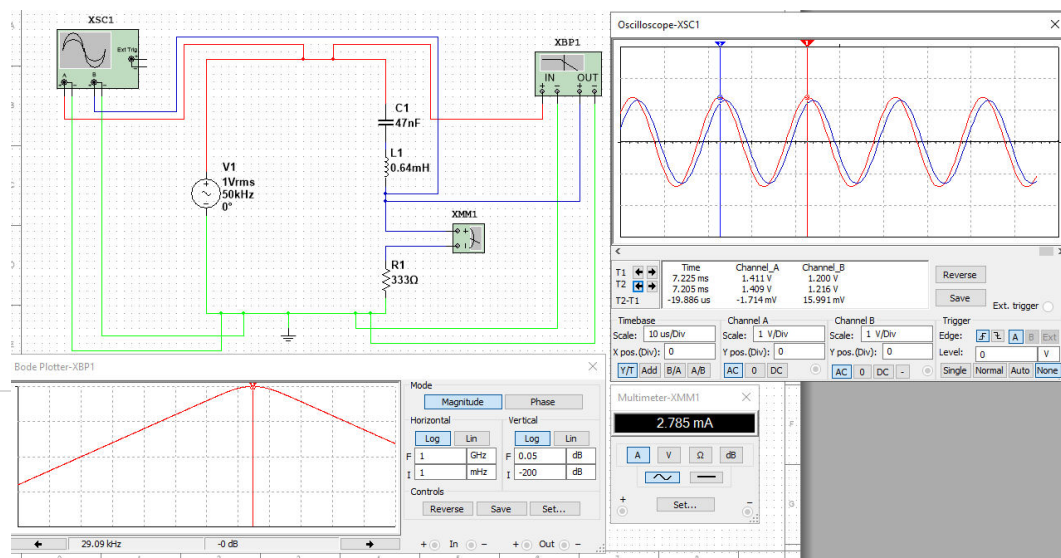 XSC1
Ext Trig
A
B
XBP1
IN
OUT
C1
47nF
L1
0.64mH
V1
1Vrms
50kHz
0°
XMM1
R1
333Ω
Oscilloscope-XSC1
T1
T2
T2-T1
Time Channel_A Channel_B
7.225 ms 1.411 V 1.200 V
7.205 ms 1.409 V 1.216 V
-19.886 us -1.714 mV 15.991 mV
Reverse
Save
Ext. trigger
Timebase
Scale: 10 us/Div
X pos.(Div): 0
Y/T Add B/A A/B
Channel A
Scale: 1 V/Div
Y pos.(Div): 0
AC 0 DC
Channel B
Scale: 1 V/Div
Y pos.(Div): 0
AC 0 DC -
Trigger
Edge: A B Ext
Level: 0 V
Single Normal Auto None
Bode Plotter-XBP1
Mode
Magnitude Phase
Horizontal Vertical
Log Lin Log Lin
F 1 GHz F 0.05 dB
I 1 mHz I -200 dB
Controls
Reverse Save Set...
29.09 kHz -0 dB
+ In - + Out -
Multimeter-XMM1
2.785 mA
A V Ω dB
+ Set... -